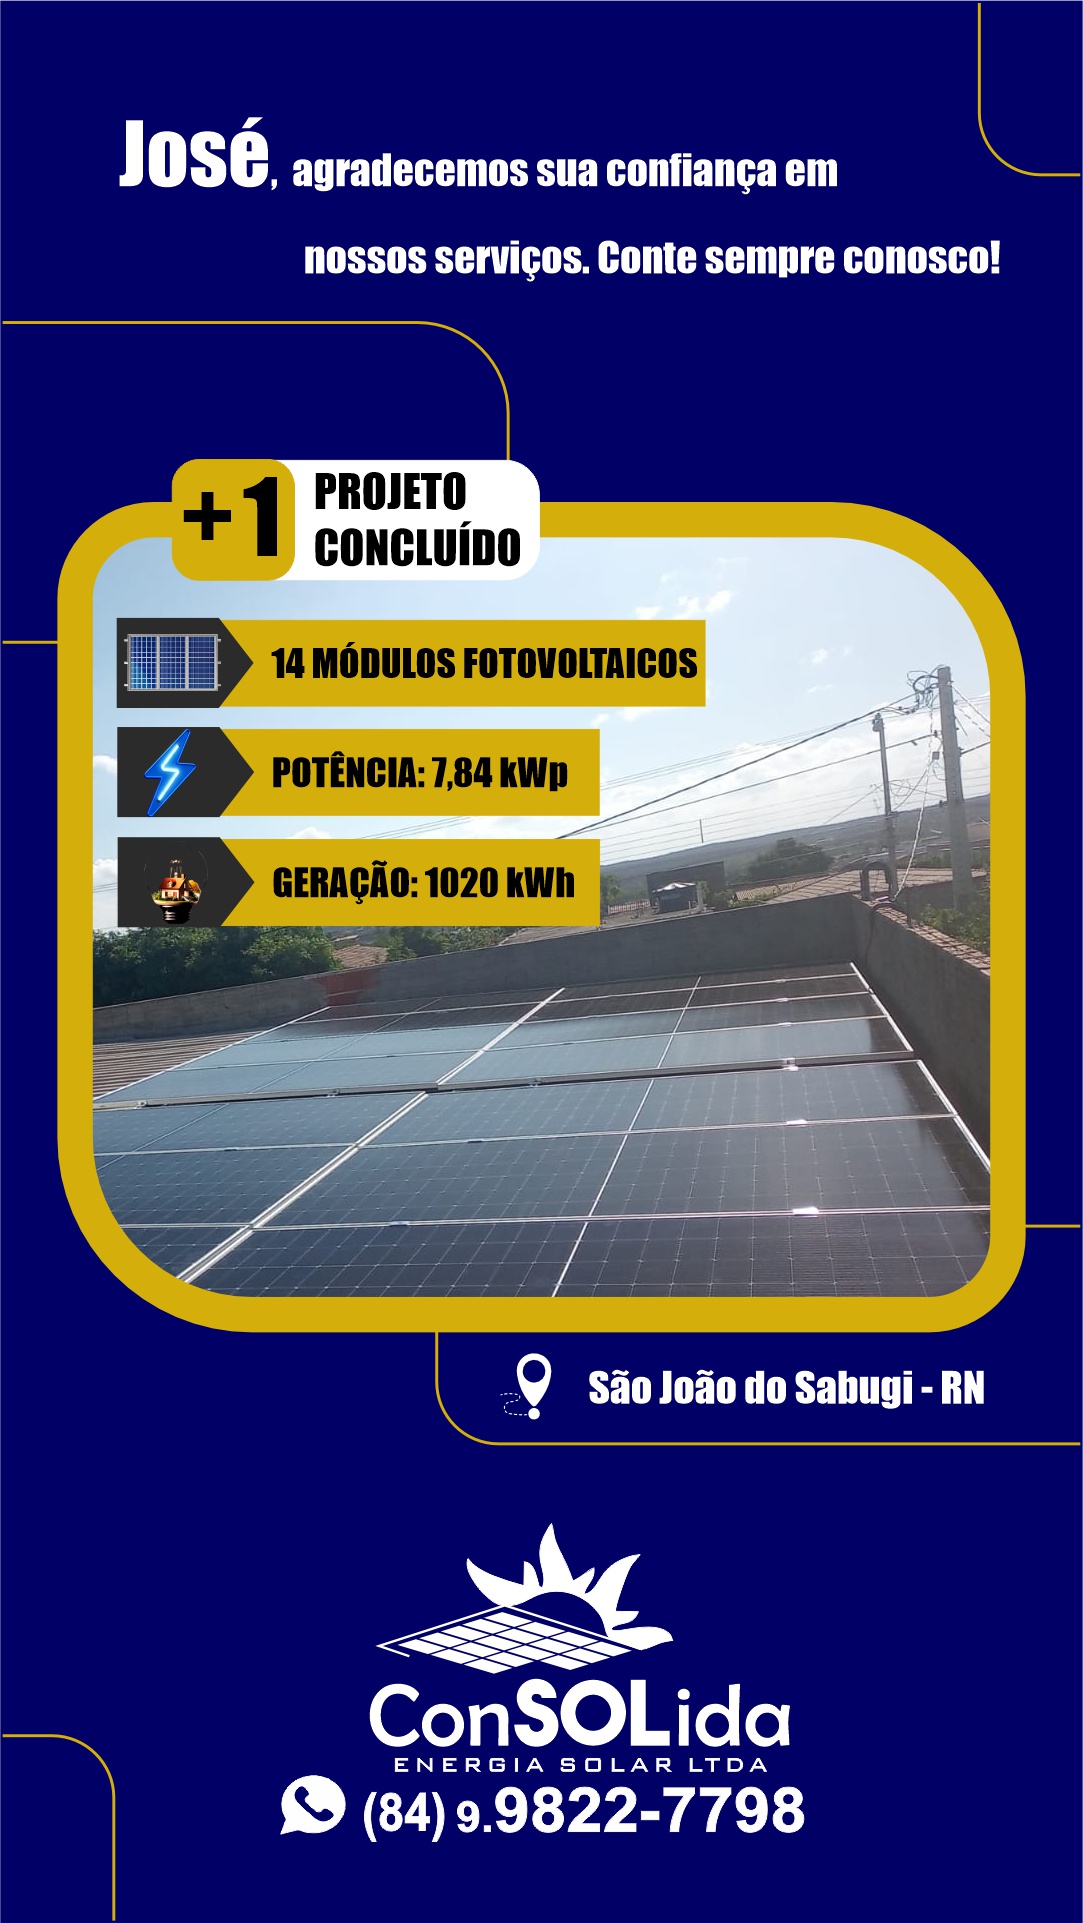 José, agradecemos sua confiança em
nossos serviços. Conte sempre conosco!
+1 PROJETO
CONCLUÍDO
14 MÓDULOS FOTOVOLTAICOS
POTÊNCIA: 7,84 kWp
GERAÇÃO: 1020 kWh
São João do Sabugi - RN
ConSOLida
ENERGIA SOLAR LTDA
(84) 9.9822-7798